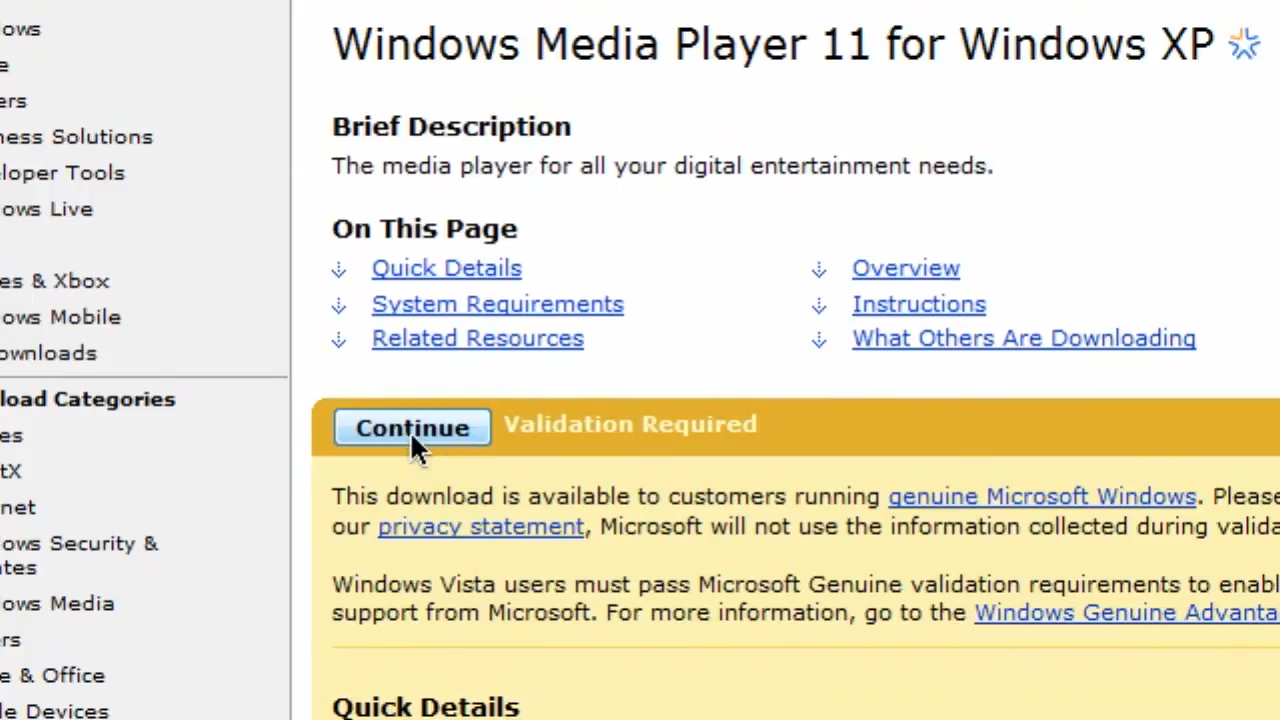 ows
e
ers
ness Solutions
loper Tools
ows Live
es & Xbox
ows Mobile
ownloads
load Categories
es
tX
net
ows Security &
tes
ows Media
rs
e & Office
le Devices
Windows Media Player 11 for Windows XP
Brief Description
The media player for all your digital entertainment needs.
On This Page
Quick Details
Overview
System Requirements
Instructions
Related Resources
What Others Are Downloading
Continue
Validation Required
This download is available to customers running genuine Microsoft Windows. Please
our privacy statement, Microsoft will not use the information collected during valida
Windows Vista users must pass Microsoft Genuine validation requirements to enabl
support from Microsoft. For more information, go to the Windows Genuine Advanta
Quick Details